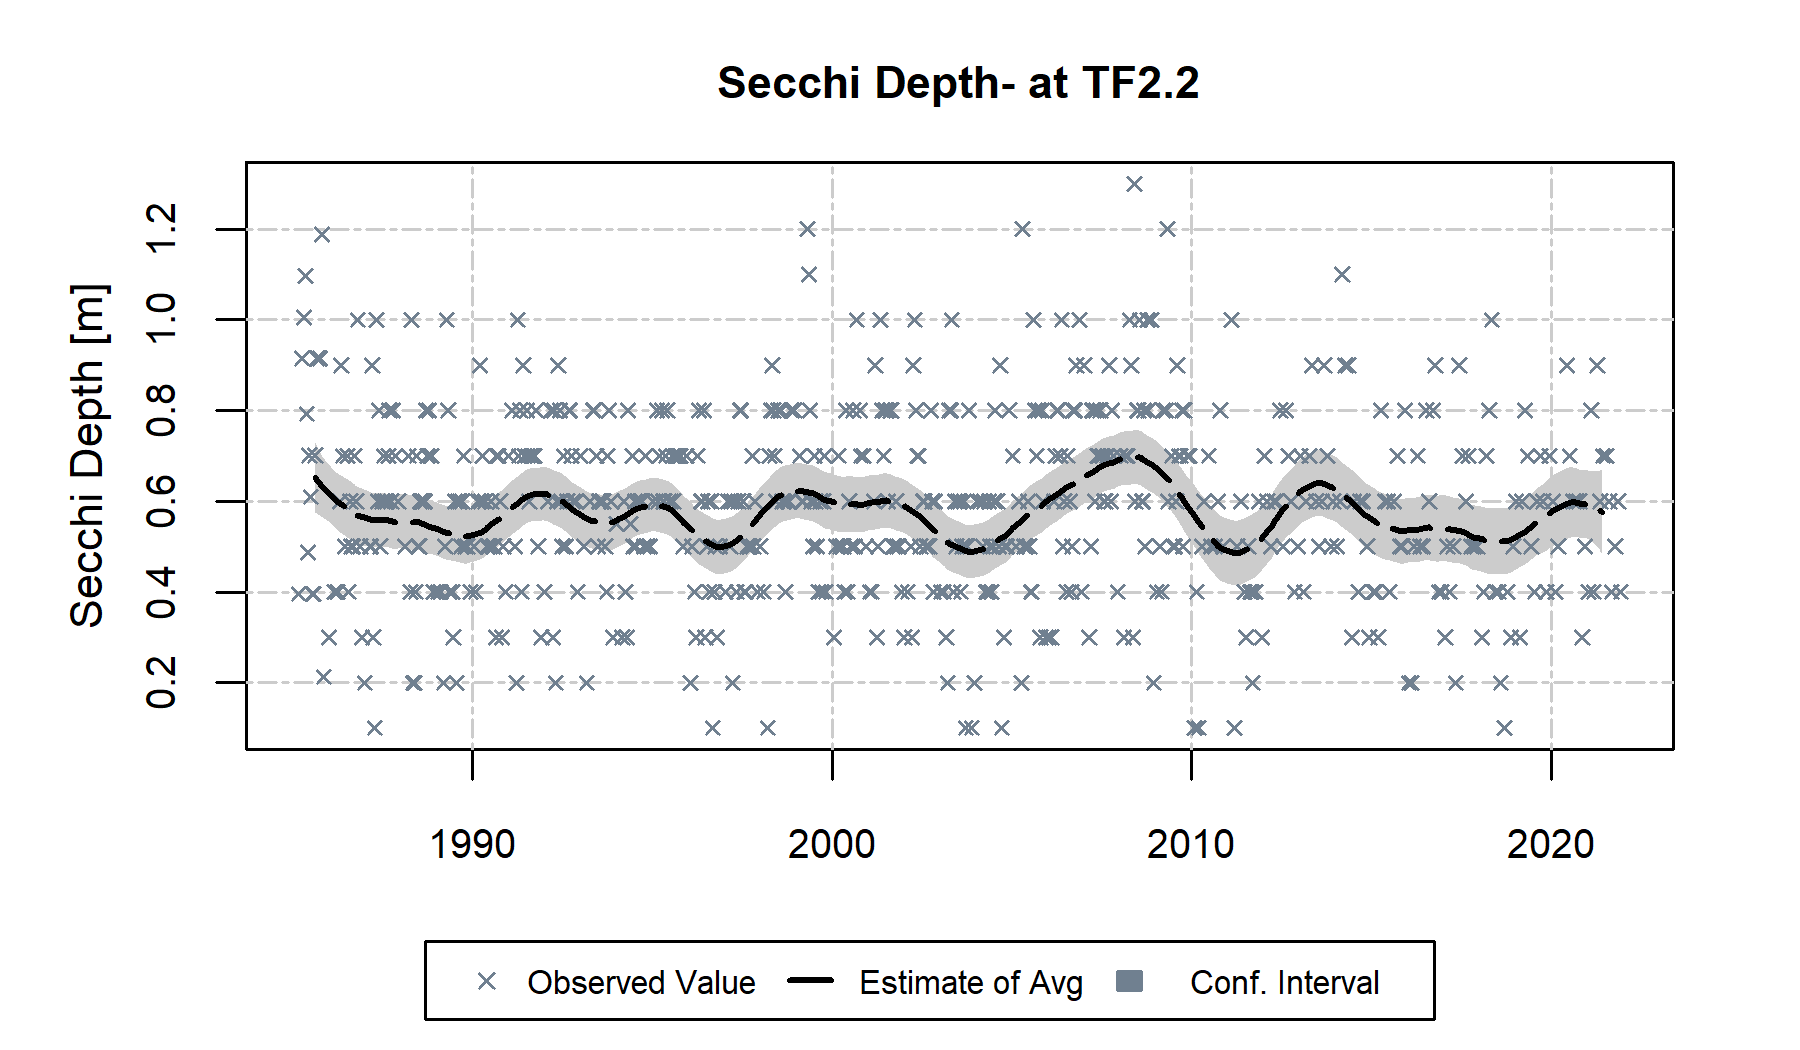 Secchi Depth- at TF2.2
Secchi Depth [m]
1.2
1.0
0.8
0.6
0.4
0.2
1990 2000 2010 2020
Observed Value Estimate of Avg Conf. Interval